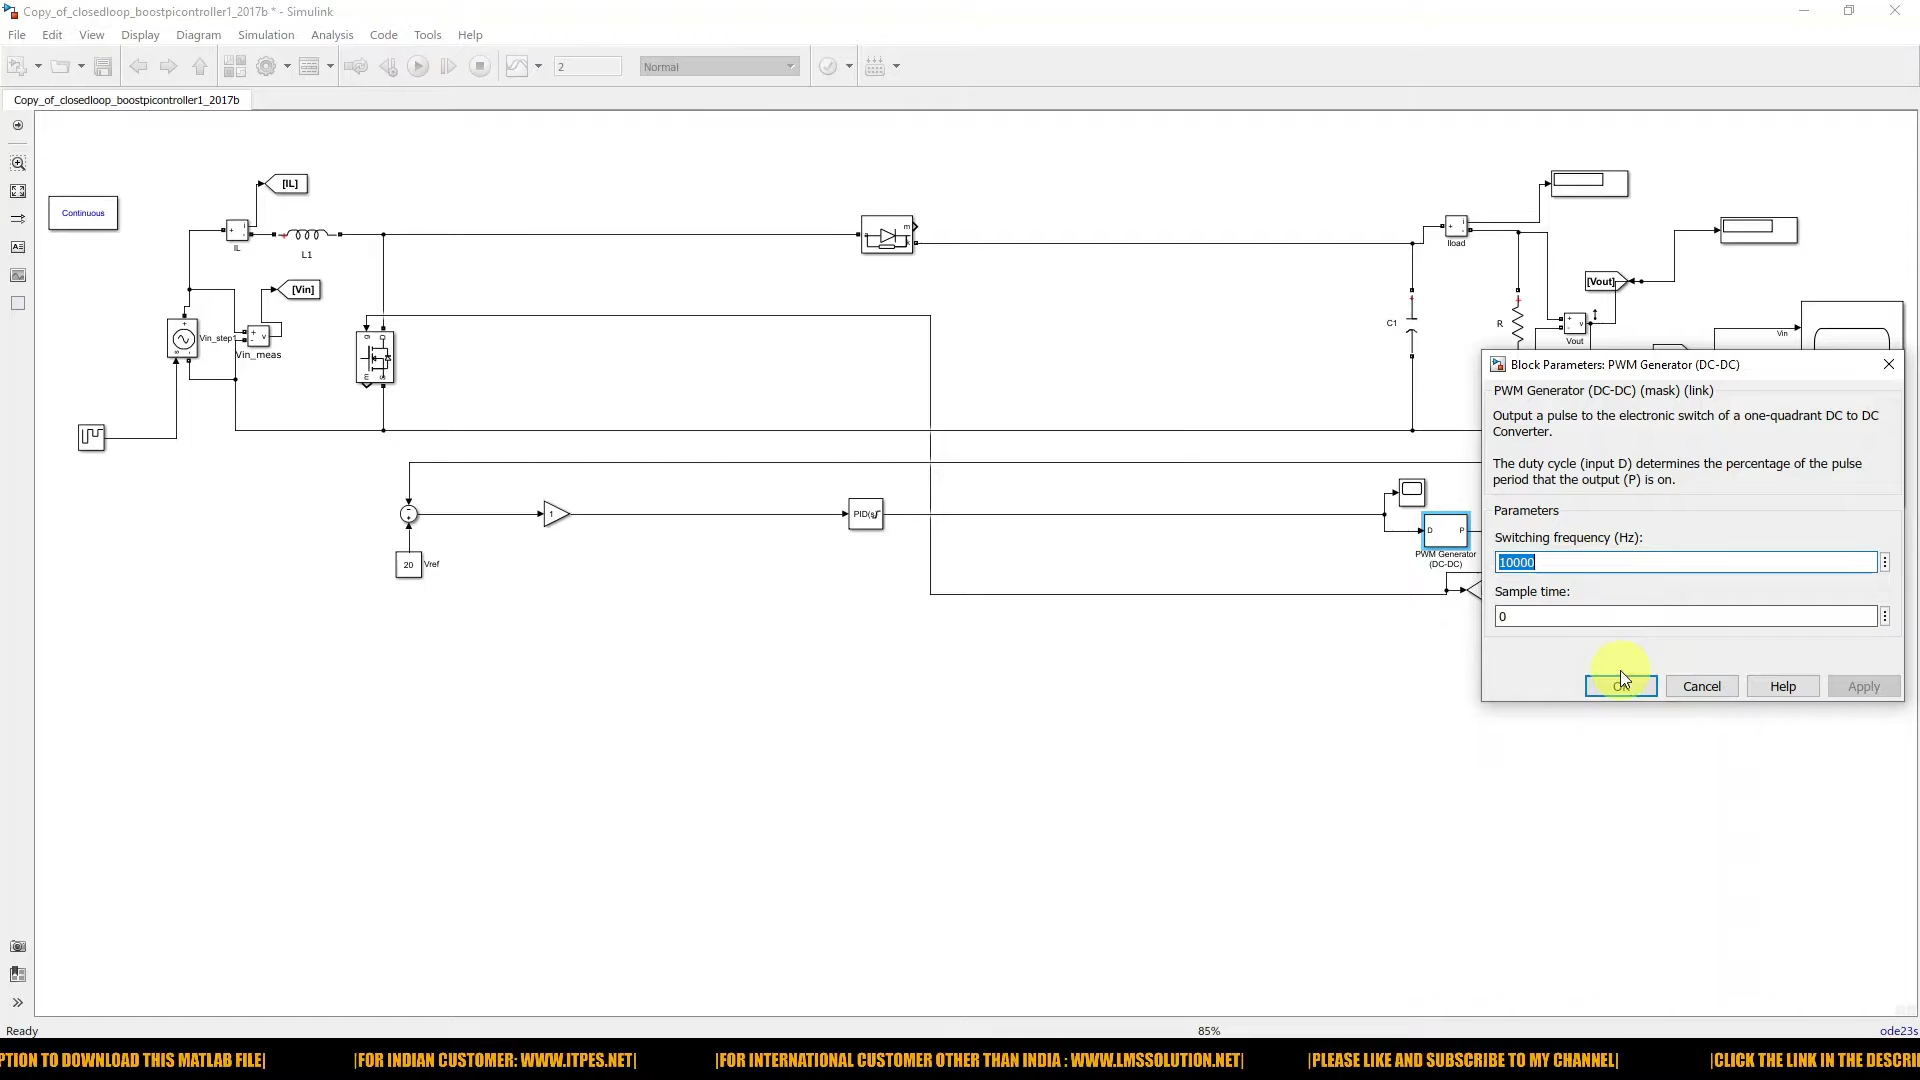 Copy_of_closedloop_boostpicontroller1_2017b * - Simulink
File Edit View Display Diagram Simulation Analysis Code Tools Help
2
Normal
Copy_of_closedloop_boostpicontroller1_2017b
Continuous
[IL]
IL
L1
[Vin]
Vin_step1
Vin_meas
m
g D S m
Iload
[Vout]
C1
R
Vout
Vin
1
PID(s)
20
Vref
D P
PWM Generator
(DC-DC)
Block Parameters: PWM Generator (DC-DC)
PWM Generator (DC-DC) (mask) (link)
Output a pulse to the electronic switch of a one-quadrant DC to DC
Converter.
The duty cycle (input D) determines the percentage of the pulse
period that the output (P) is on.
Parameters
Switching frequency (Hz):
10000
Sample time:
0
Cancel Help Apply
Ready
85%
ode23s
PTION TO DOWNLOAD THIS MATLAB FILE| |FOR INDIAN CUSTOMER: WWW.ITPES.NET| |FOR INTERNATIONAL CUSTOMER OTHER THAN INDIA : WWW.LMSSOLUTION.NET| |PLEASE LIKE AND SUBSCRIBE TO MY CHANNEL| |CLICK THE LINK IN THE DESCRI